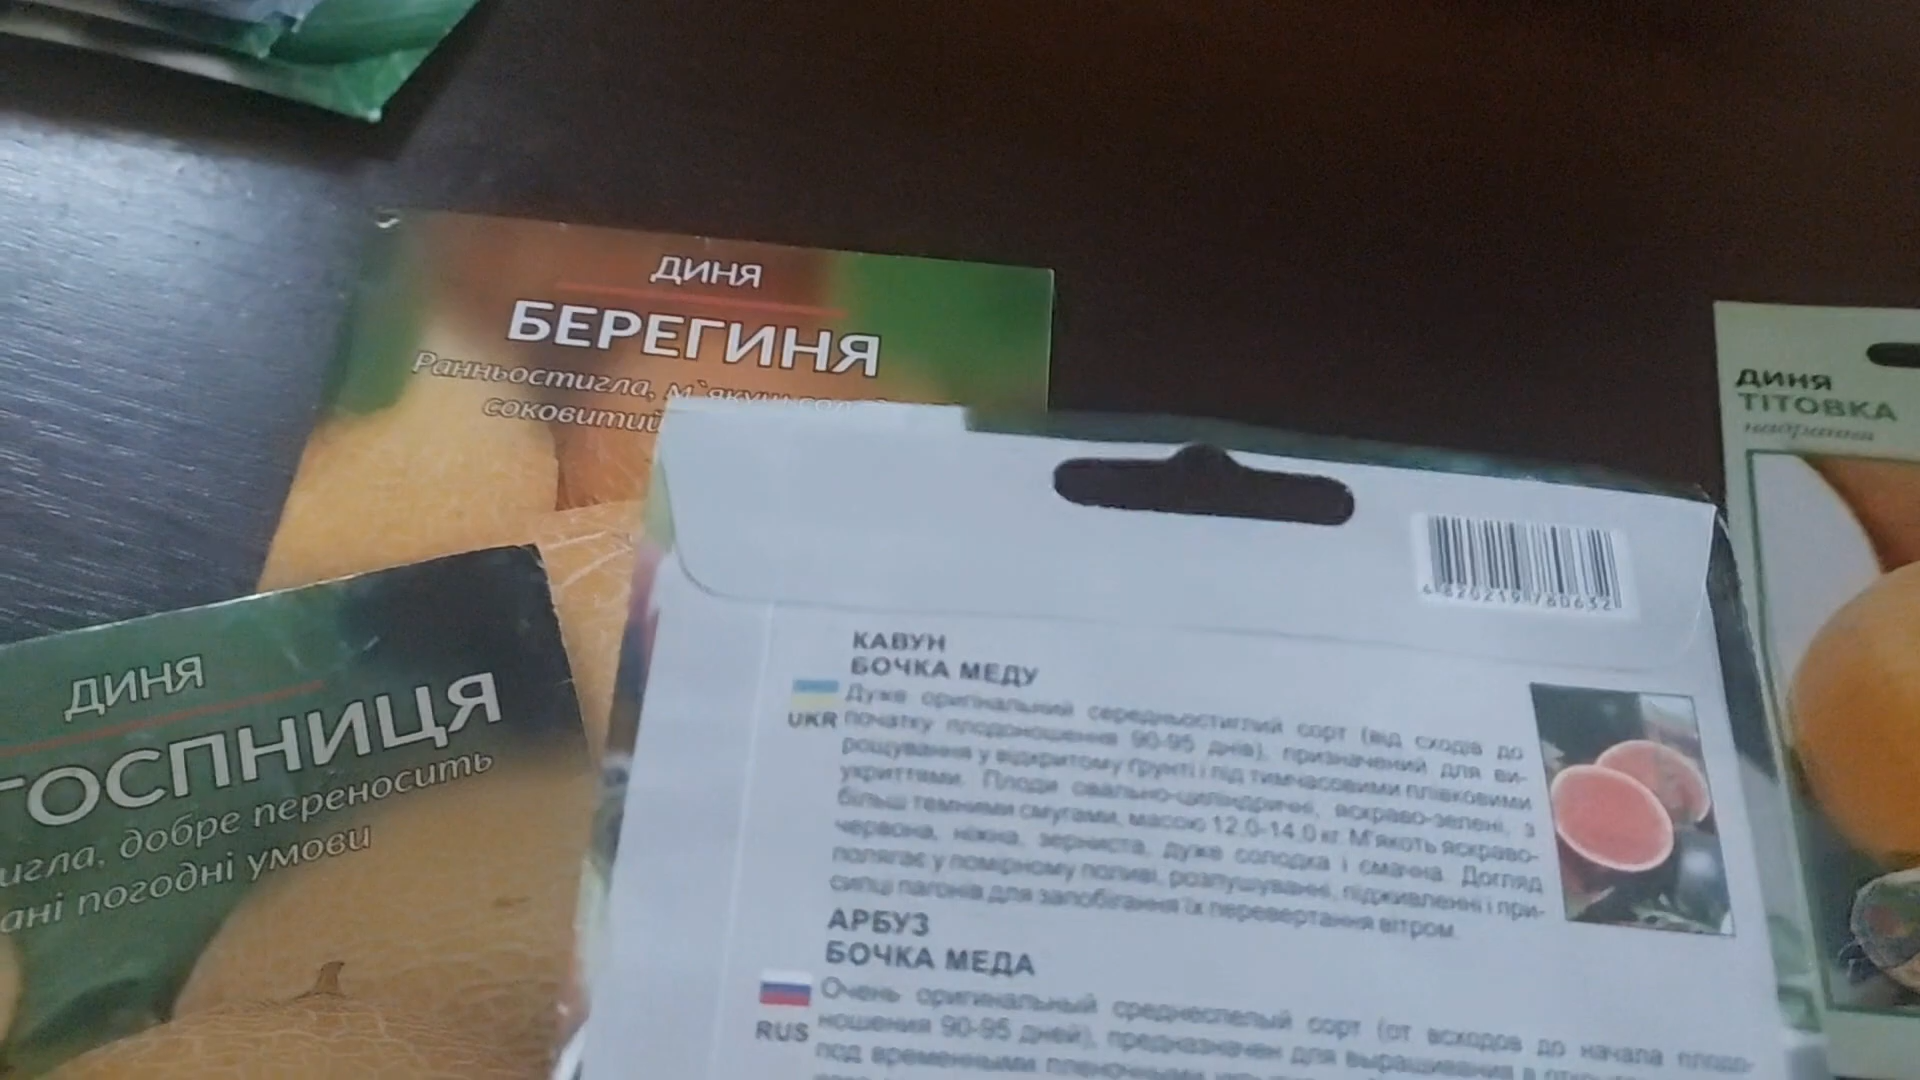 ДИНЯ
БЕРЕГИНЯ
Ранньостигла, м`якуш
соковитий
ДИНЯ
ТІТОВКА
ДИНЯ
ГОСПНИЦЯ
игла, добре переносить
ані погодні умови
4 820219 780632
КАВУН
БОЧКА МЕДУ
UKR
Дуже оригінальний середньостиглий сорт (від сходів до
початку плодоношення 90-95 днів), призначений для ви-
рощування у відкритому ґрунті і під тимчасовими плівковими
укриттями. Плоди овально-циліндричні, яскраво-зелені, з
більш темними смугами, масою 12.0-14.0 кг. М'якоть яскраво-
червона, ніжна, зерниста, дуже солодка і смачна. Догляд
полягає у помірному поливі, розпушуванні, підживленні і при-
сипці пагонів для запобігання їх перевертання вітром.
АРБУЗ
БОЧКА МЕДА
RUS
Очень оригинальный среднеспелый сорт (от всходов до начала плодо-
ношения 90-95 дней), предназначен для выращивания в
под временными пленочными